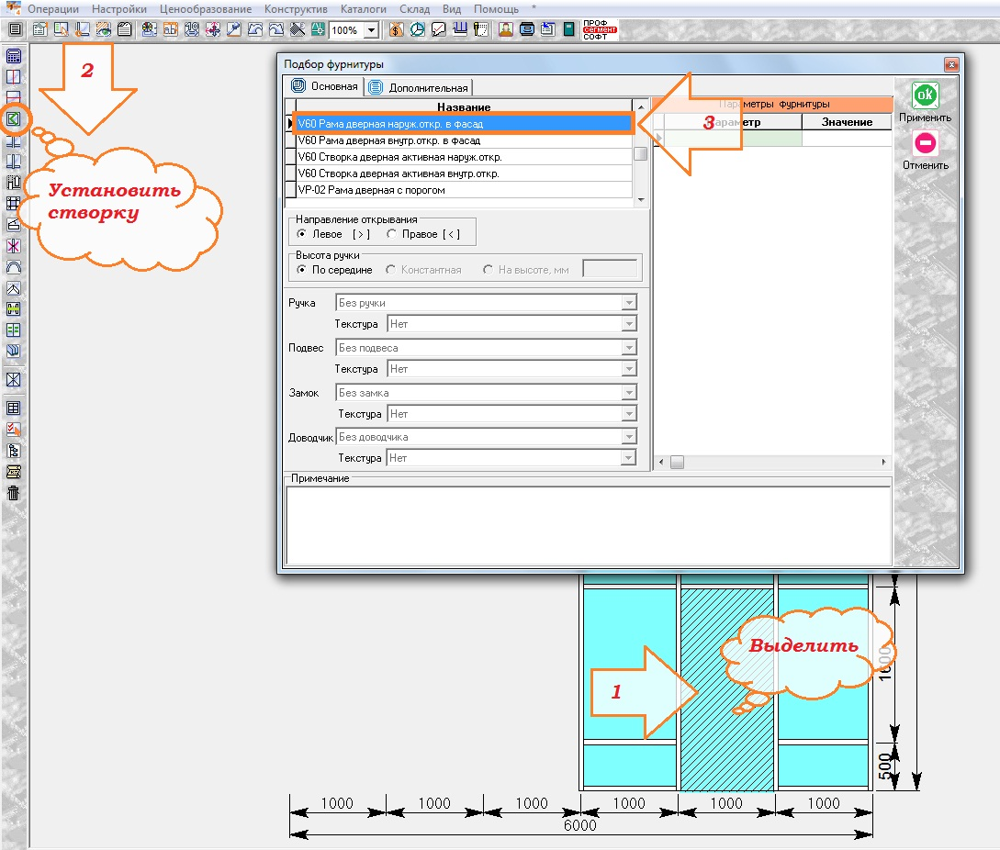 Операции Настройки Ценообразование Конструктив Каталоги Склад Вид Помощь *
100%
ПРОФ
сегмент
СОФТ
2
Установить
створку
Подбор фурнитуры
Основная Дополнительная
Название
V60 Рама дверная наруж.откр. в фасад
V60 Рама дверная внутр.откр. в фасад
V60 Створка дверная активная наруж.откр.
V60 Створка дверная активная внутр.откр.
VP-02 Рама дверная с порогом
Параметры фурнитуры
Параметр Значение
3
ok
Применить
Отменить
Направление открывания
Левое [>] Правое [<]
Высота ручки
По середине Константная На высоте, мм
Ручка Без ручки
Текстура Нет
Подвес Без подвеса
Текстура Нет
Замок Без замка
Текстура Нет
Доводчик Без доводчика
Текстура Нет
Примечание
Выделить
1
1600
500
1000 1000 1000 1000 1000 1000
6000